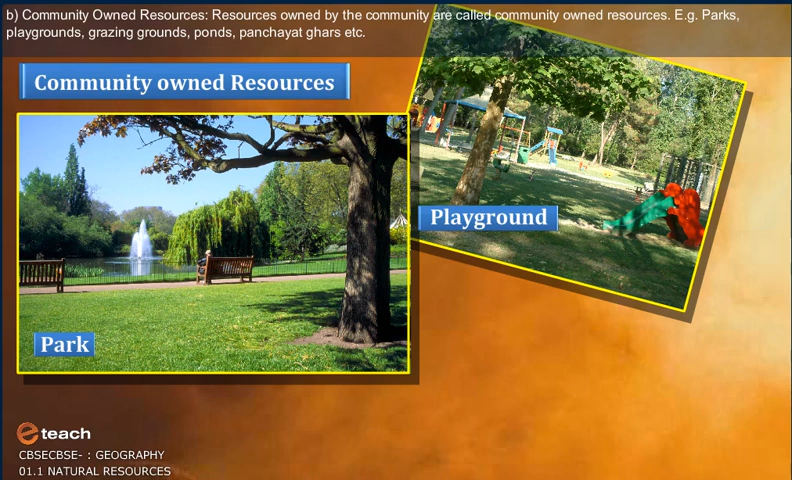 b) Community Owned Resources: Resources owned by the community are called community owned resources. E.g. Parks,
playgrounds, grazing grounds, ponds, panchayat ghars etc.
Community owned Resources
Playground
Park
e teach
CBSECBSE- : GEOGRAPHY
01.1 NATURAL RESOURCES